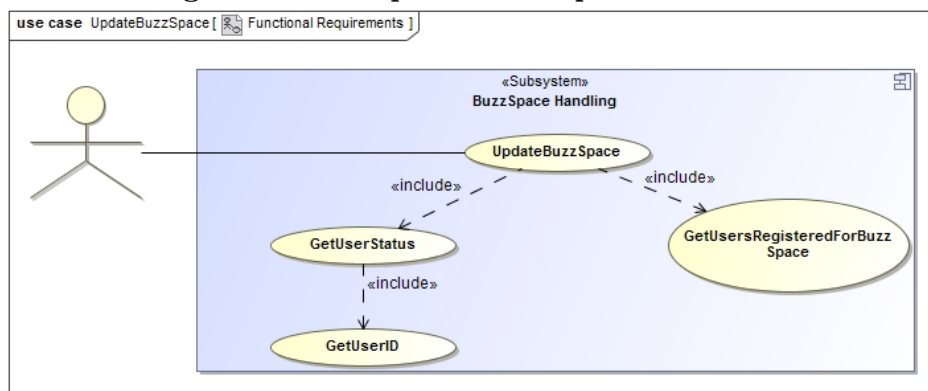 use case UpdateBuzzSpace [ Functional Requirements ]
«Subsystem»
BuzzSpace Handling
UpdateBuzzSpace
«include»
«include»
GetUserStatus
GetUsersRegisteredForBuzz
Space
«include»
GetUserID